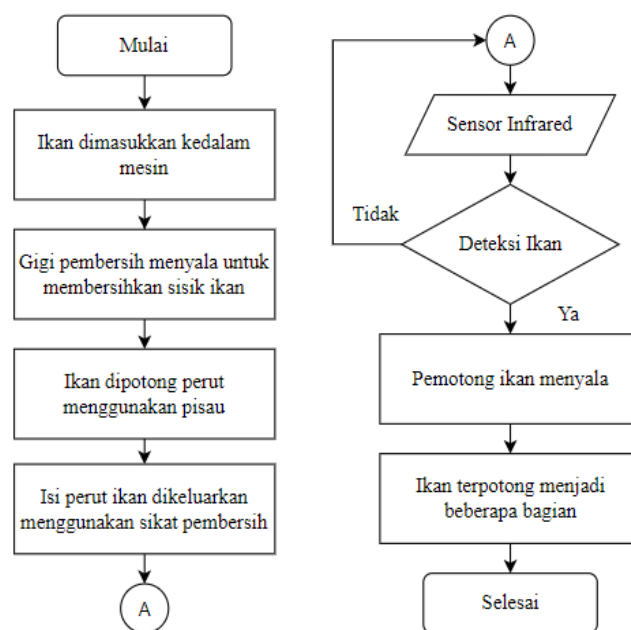 Mulai
Ikan dimasukkan kedalam
mesin
Gigi pembersih menyala untuk
membersihkan sisik ikan
Ikan dipotong perut
menggunakan pisau
Isi perut ikan dikeluarkan
menggunakan sikat pembersih
A
A
Sensor Infrared
Tidak
Deteksi Ikan
Ya
Pemotong ikan menyala
Ikan terpotong menjadi
beberapa bagian
Selesai